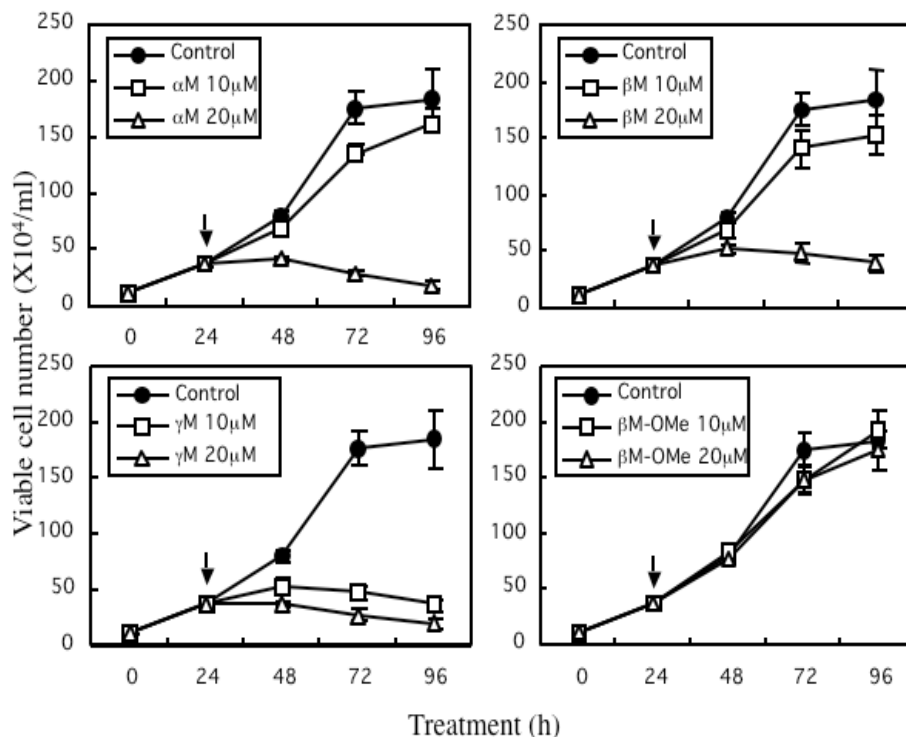 Viable cell number (X10⁴/ml)
250
200
150
100
50
0
Control
αM 10μM
αM 20μM
0 24 48 72 96
250
200
150
100
50
0
Control
βM 10μM
βM 20μM
0 24 48 72 96
250
200
150
100
50
0
Control
γM 10μM
γM 20μM
0 24 48 72 96
250
200
150
100
50
0
Control
βM-OMe 10μM
βM-OMe 20μM
0 24 48 72 96
Treatment (h)